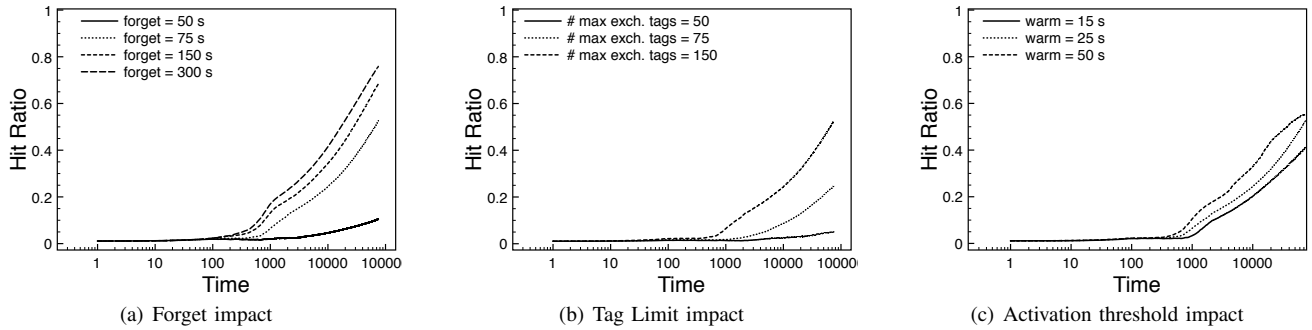 Hit Ratio
1
0.8
0.6
0.4
0.2
0
forget = 50 s
forget = 75 s
forget = 150 s
forget = 300 s
1 10 100 1000 10000 10000
Time
(a) Forget impact
Hit Ratio
1
0.8
0.6
0.4
0.2
0
# max exch. tags = 50
# max exch. tags = 75
# max exch. tags = 150
1 10 100 1000 10000
Time
(b) Tag Limit impact
Hit Ratio
1
0.8
0.6
0.4
0.2
0
warm = 15 s
warm = 25 s
warm = 50 s
1 10 100 1000 10000
Time
(c) Activation threshold impact